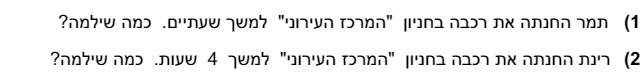 1) תמר החנתה את רכבה בחניון "המרכז העירוני" למשך שעתיים. כמה שילמה?
2) רינת החנתה את רכבה בחניון "המרכז העירוני" למשך 4 שעות. כמה שילמה?